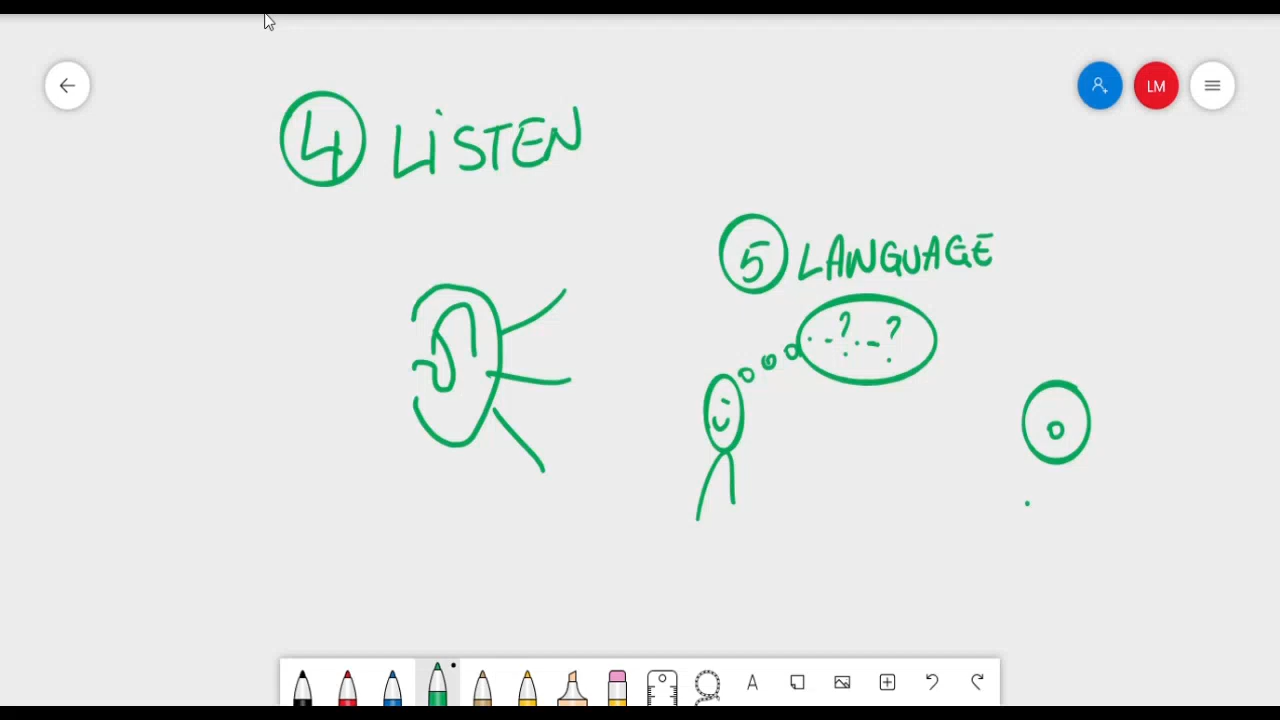 LM
4 LiSTEN
5 LANGUAGE
. - ? . - ?
A